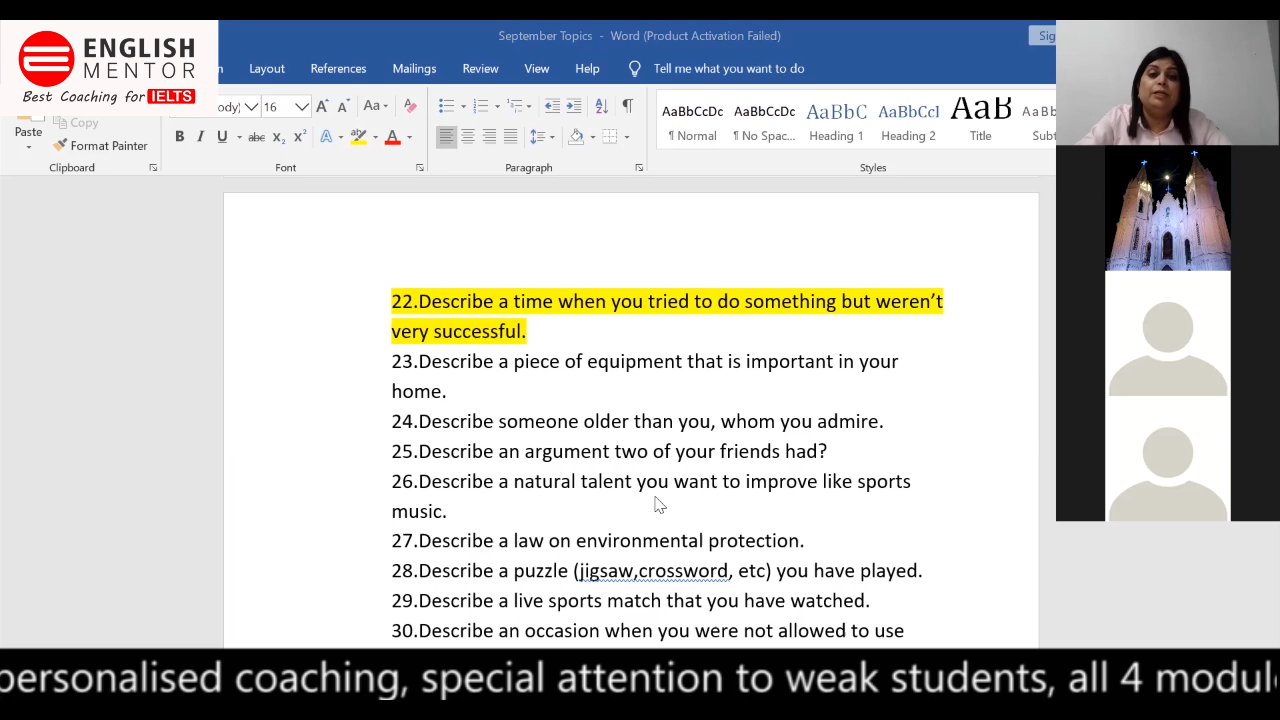 ENGLISH
MENTOR
Best Coaching for IELTS
September Topics - Word (Product Activation Failed)
Layout References Mailings Review View Help Tell me what you want to do
16 Aa
Paste
Copy
Format Painter
Clipboard
Font
Paragraph
AaBbCcDc AaBbCcDc AaBbC AaBbCcI AaB
¶ Normal ¶ No Spac... Heading 1 Heading 2 Title
Styles
22.Describe a time when you tried to do something but weren’t
very successful.
23.Describe a piece of equipment that is important in your
home.
24.Describe someone older than you, whom you admire.
25.Describe an argument two of your friends had?
26.Describe a natural talent you want to improve like sports
music.
27.Describe a law on environmental protection.
28.Describe a puzzle (jigsaw,crossword, etc) you have played.
29.Describe a live sports match that you have watched.
30.Describe an occasion when you were not allowed to use
personalised coaching, special attention to weak students, all 4